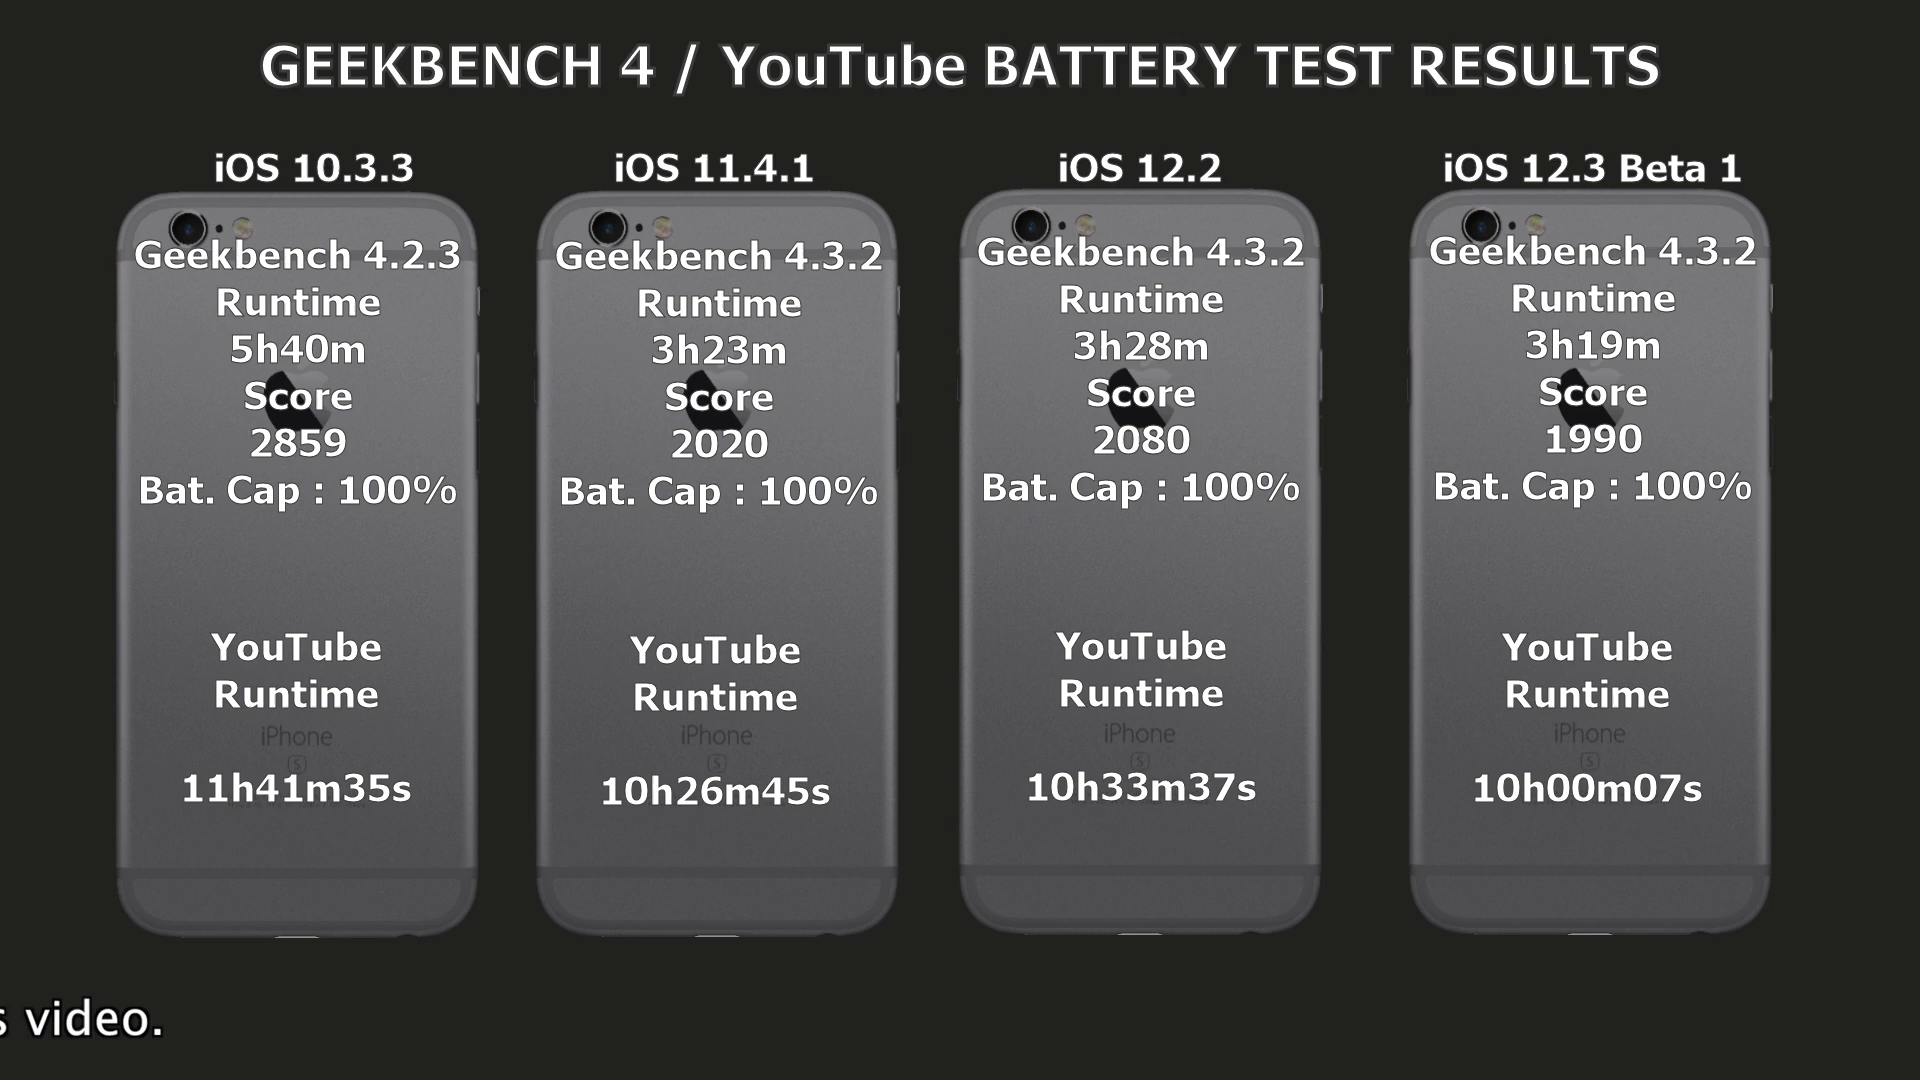 GEEKBENCH 4 / YouTube BATTERY TEST RESULTS
iOS 10.3.3
Geekbench 4.2.3
Runtime
5h40m
Score
2859
Bat. Cap : 100%
YouTube
Runtime
iPhone
S
11h41m35s
iOS 11.4.1
Geekbench 4.3.2
Runtime
3h23m
Score
2020
Bat. Cap : 100%
YouTube
Runtime
iPhone
S
10h26m45s
iOS 12.2
Geekbench 4.3.2
Runtime
3h28m
Score
2080
Bat. Cap : 100%
YouTube
Runtime
iPhone
S
10h33m37s
iOS 12.3 Beta 1
Geekbench 4.3.2
Runtime
3h19m
Score
1990
Bat. Cap : 100%
YouTube
Runtime
iPhone
S
10h00m07s
s video.